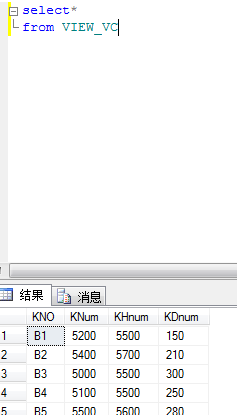 select*
from VIEW_VC
结果 消息
KNO KNum KHnum KDnum
1 B1 5200 5500 150
2 B2 5400 5700 210
3 B3 5000 5500 300
4 B4 5100 5500 250
5 B5 5500 5600 280